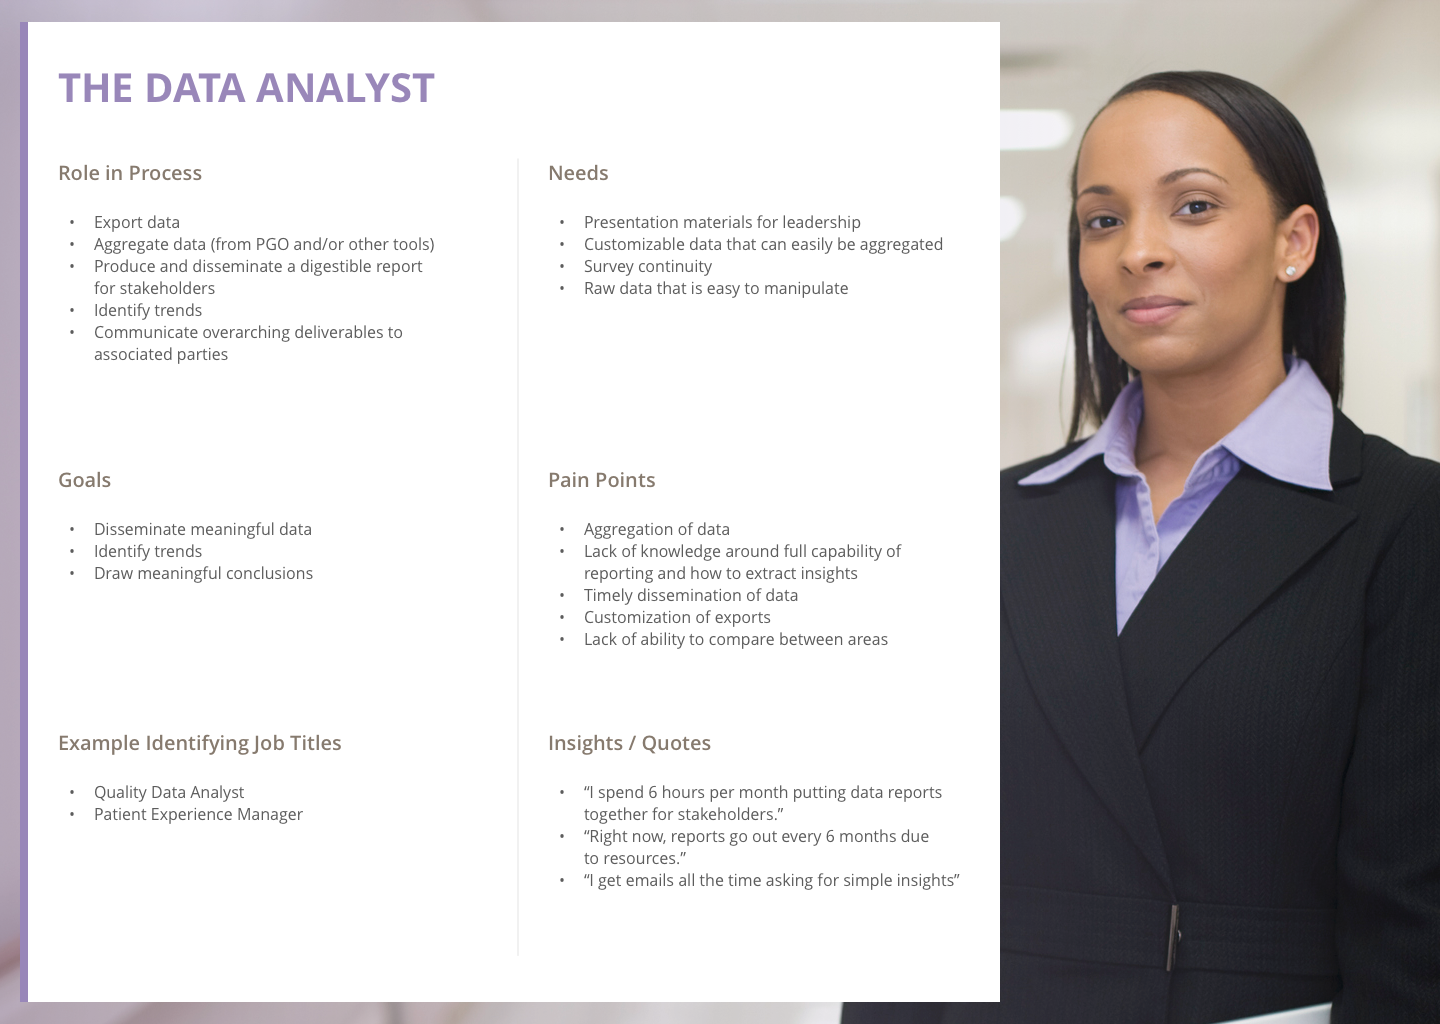 THE DATA ANALYST
Role in Process
• Export data
• Aggregate data (from PGO and/or other tools)
• Produce and disseminate a digestible report
for stakeholders
• Identify trends
• Communicate overarching deliverables to
associated parties
Needs
• Presentation materials for leadership
• Customizable data that can easily be aggregated
• Survey continuity
• Raw data that is easy to manipulate
Goals
• Disseminate meaningful data
• Identify trends
• Draw meaningful conclusions
Pain Points
• Aggregation of data
• Lack of knowledge around full capability of
reporting and how to extract insights
• Timely dissemination of data
• Customization of exports
• Lack of ability to compare between areas
Example Identifying Job Titles
• Quality Data Analyst
• Patient Experience Manager
Insights / Quotes
• “I spend 6 hours per month putting data reports
together for stakeholders.”
• “Right now, reports go out every 6 months due
to resources.”
• “I get emails all the time asking for simple insights”